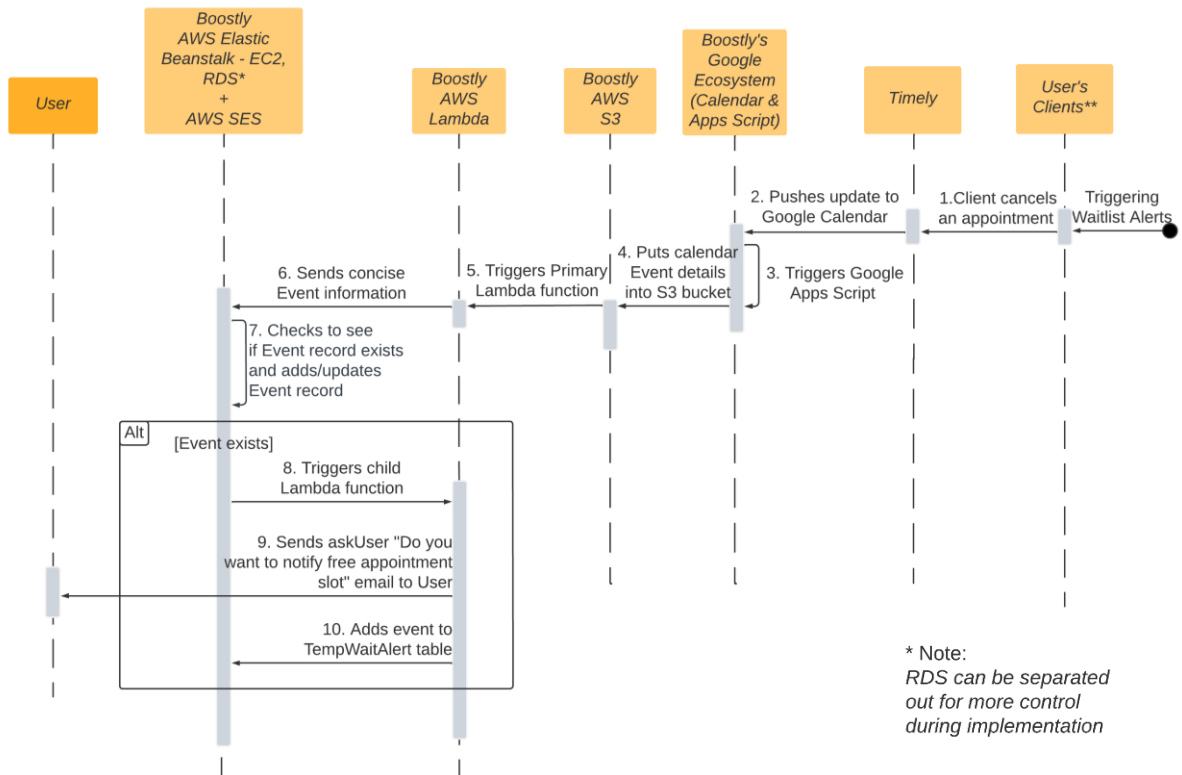 User
Boostly
AWS Elastic
Beanstalk - EC2,
RDS*
+
AWS SES
Boostly
AWS
Lambda
Boostly
AWS
S3
Boostly's
Google
Ecosystem
(Calendar &
Apps Script)
Timely
User's
Clients**
Triggering
Waitlist Alerts
1.Client cancels
an appointment
2. Pushes update to
Google Calendar
3. Triggers Google
Apps Script
4. Puts calendar
Event details
into S3 bucket
5. Triggers Primary
Lambda function
6. Sends concise
Event information
7. Checks to see
if Event record exists
and adds/updates
Event record
Alt
[Event exists]
8. Triggers child
Lambda function
9. Sends askUser "Do you
want to notify free appointment
slot" email to User
10. Adds event to
TempWaitAlert table
* Note:
RDS can be separated
out for more control
during implementation